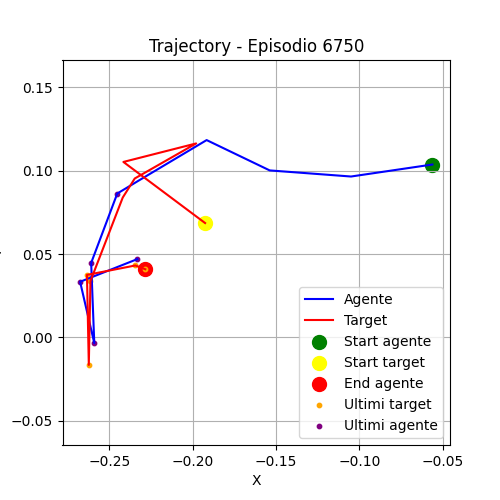 Trajectory - Episodio 6750
0.15
0.10
0.05
0.00
−0.05
−0.25
−0.20
−0.15
−0.10
−0.05
X
Agente
Target
Start agente
Start target
End agente
Ultimi target
Ultimi agente